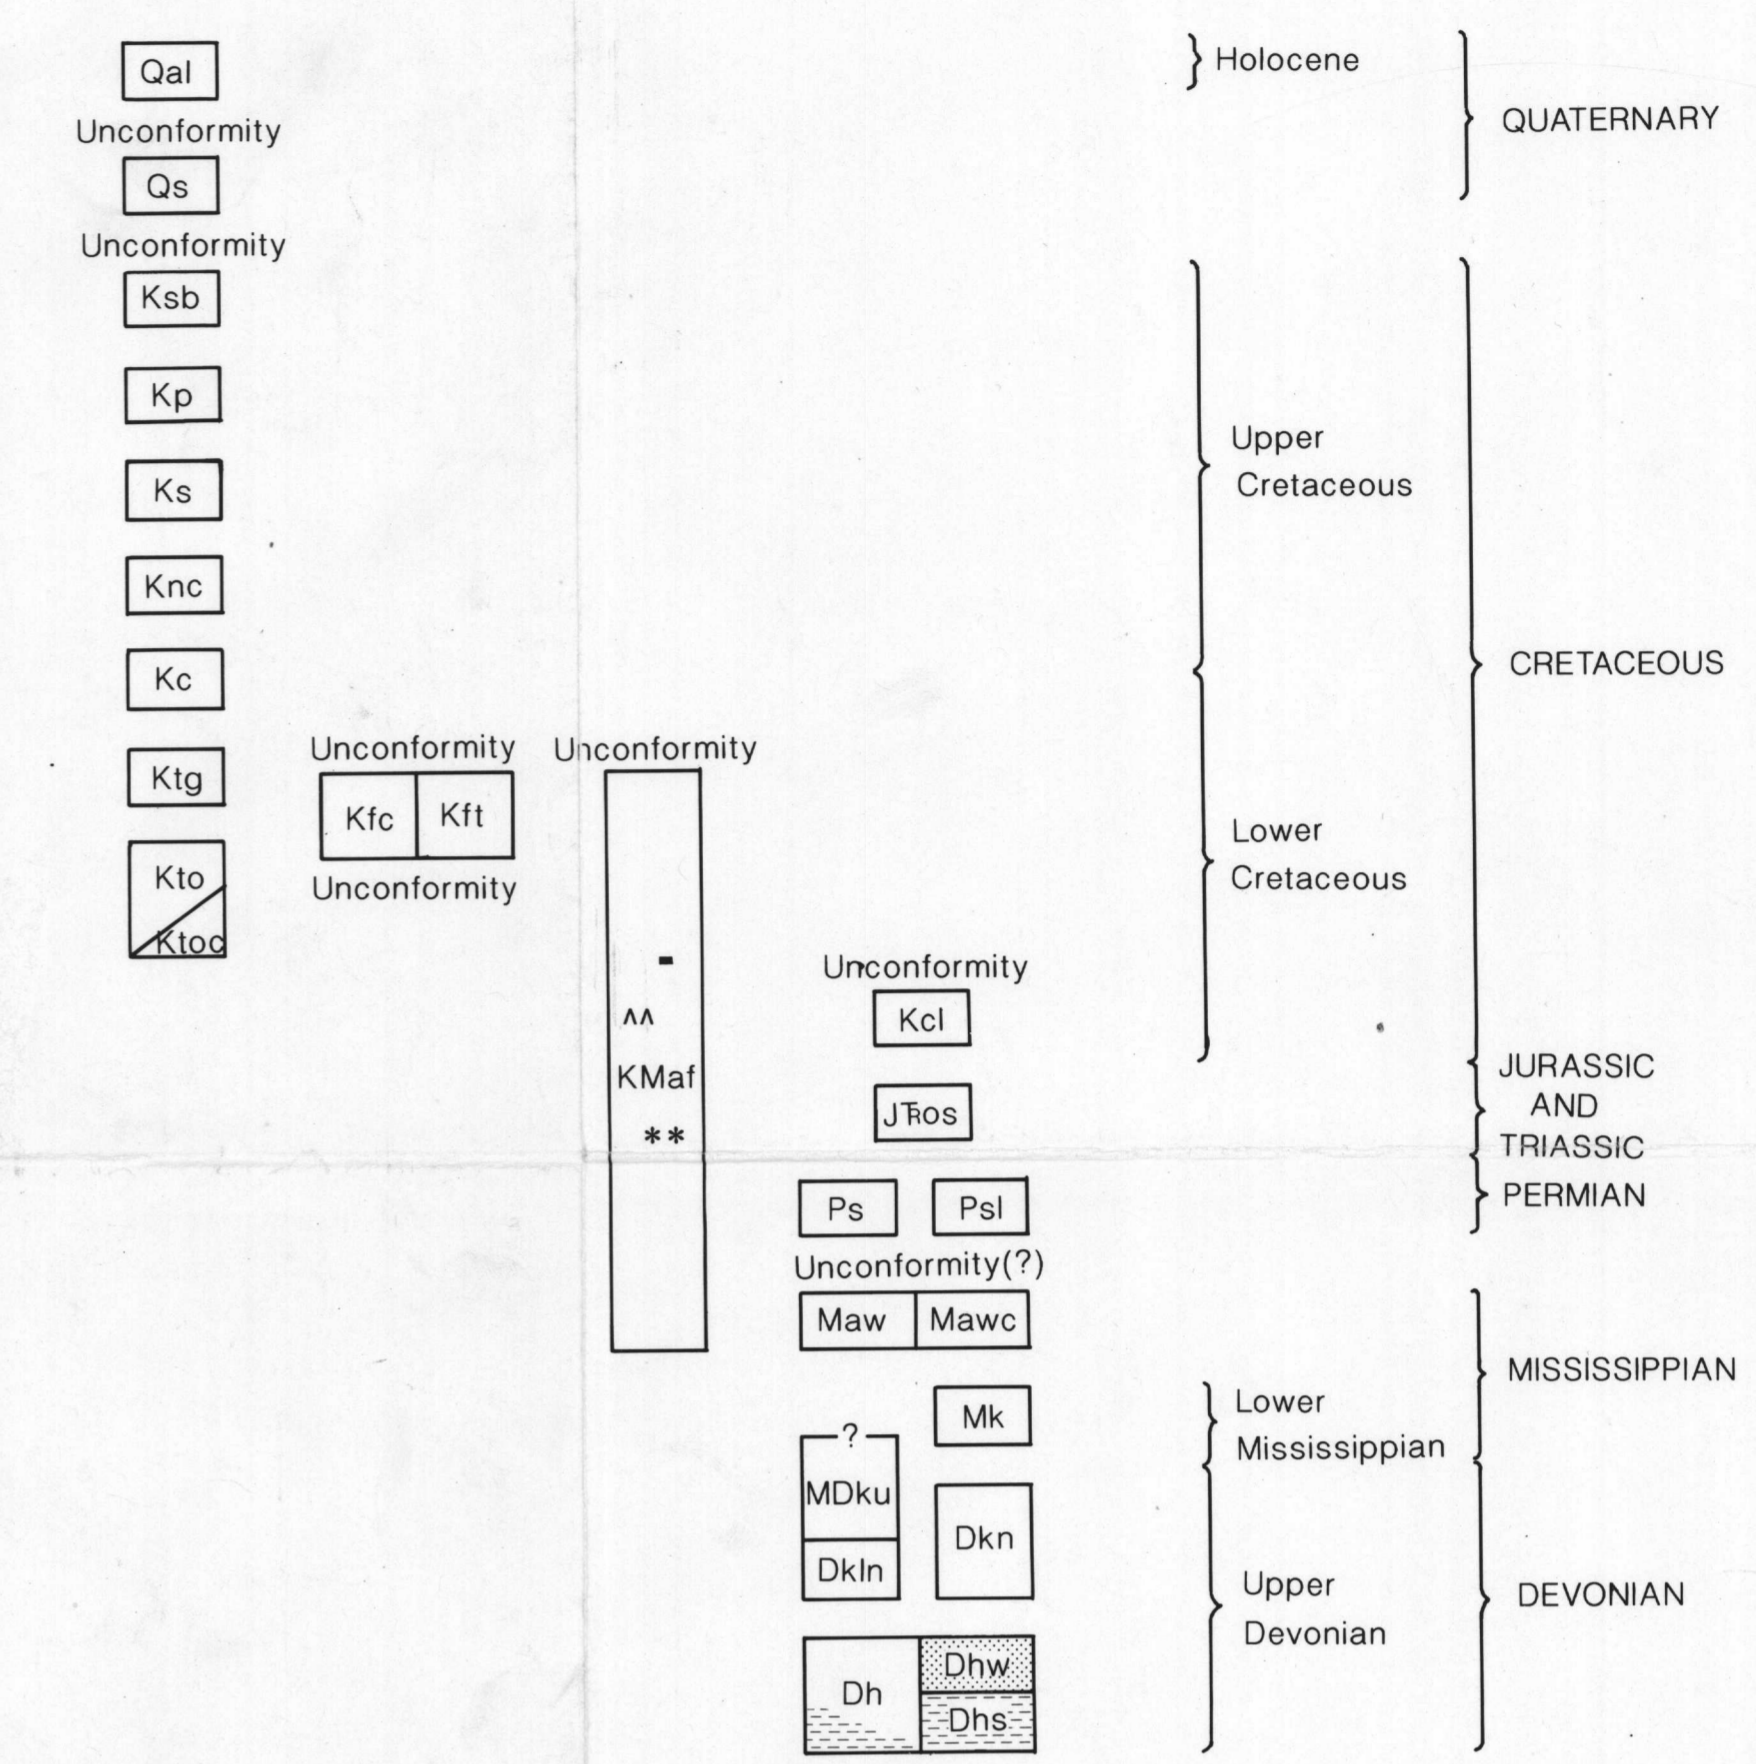 Qal
Unconformity
Qs
Unconformity
Ksb
Kp
Ks
Knc
Kc
Ktg
Kto
Ktoc
Unconformity
Kfc
Kft
Unconformity
Unconformity
^^
KMaf
**
Unconformity
Kcl
JTROS
Ps
Psl
Unconformity(?)
Maw
Mawc
Mk
?
MDku
Dkln
Dkn
Dh
Dhw
Dhs
Holocene
Upper
Cretaceous
Lower
Cretaceous
Lower
Mississippian
Upper
Devonian
QUATERNARY
CRETACEOUS
JURASSIC
AND
TRIASSIC
PERMIAN
MISSISSIPPIAN
DEVONIAN